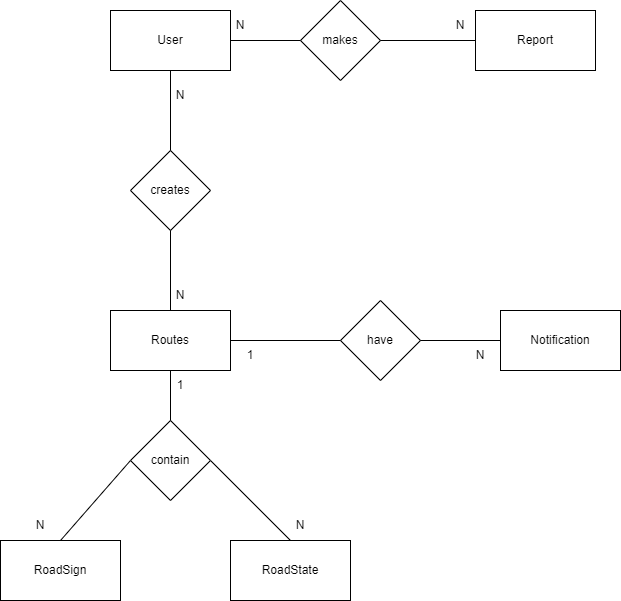 N
N
User
makes
Report
N
creates
N
Routes
have
Notification
1
N
1
contain
N
N
RoadSign
RoadState